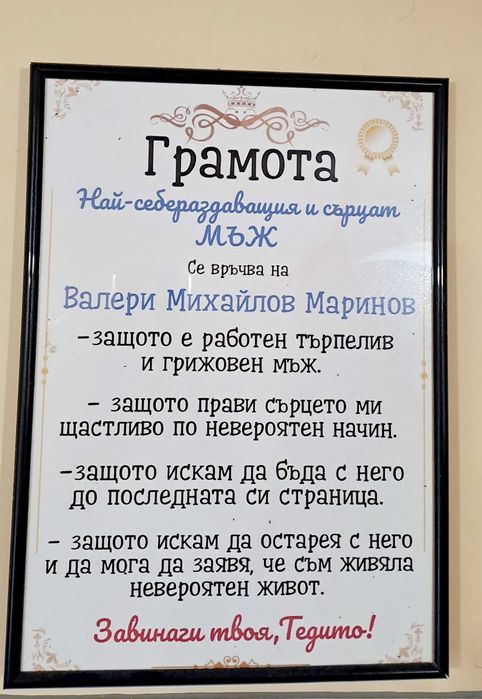 Грамота
Най-себераздаващия и сърцат
МЪЖ
Се връчва на
Валери Михайлов Маринов
-защото е работен търпелив
и грижовен мъж.
- защото прави сърцето ми
щастливо по невероятен начин.
-защото искам да бъда с него
до последната си страница.
- защото искам да остарея с него
и да мога да заявя, че съм живяла
невероятен живот.
Завинаги твоя, Тедито!